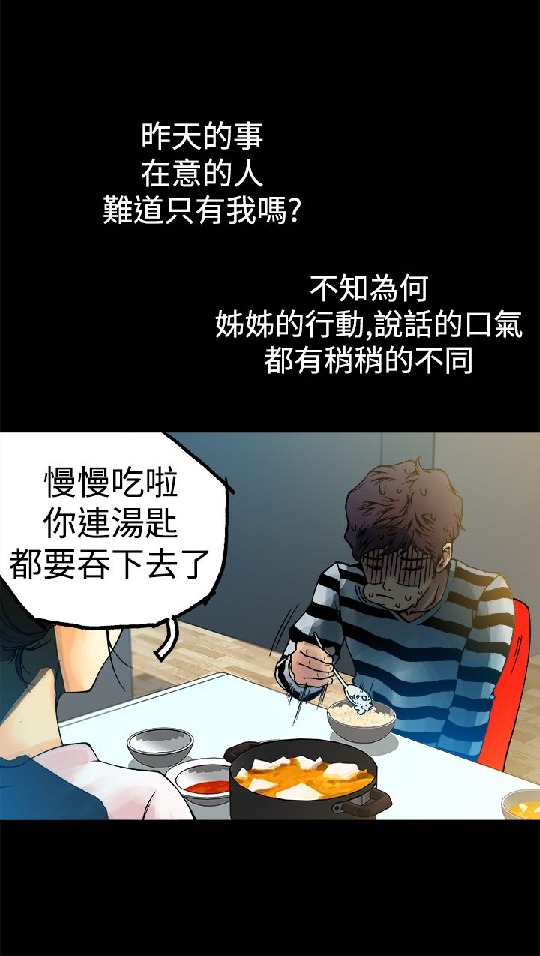 昨天的事
在意的人
難道只有我嗎?
不知為何
姊姊的行動,說話的口氣
都有稍稍的不同
慢慢吃啦
你連湯匙
都要吞下去了